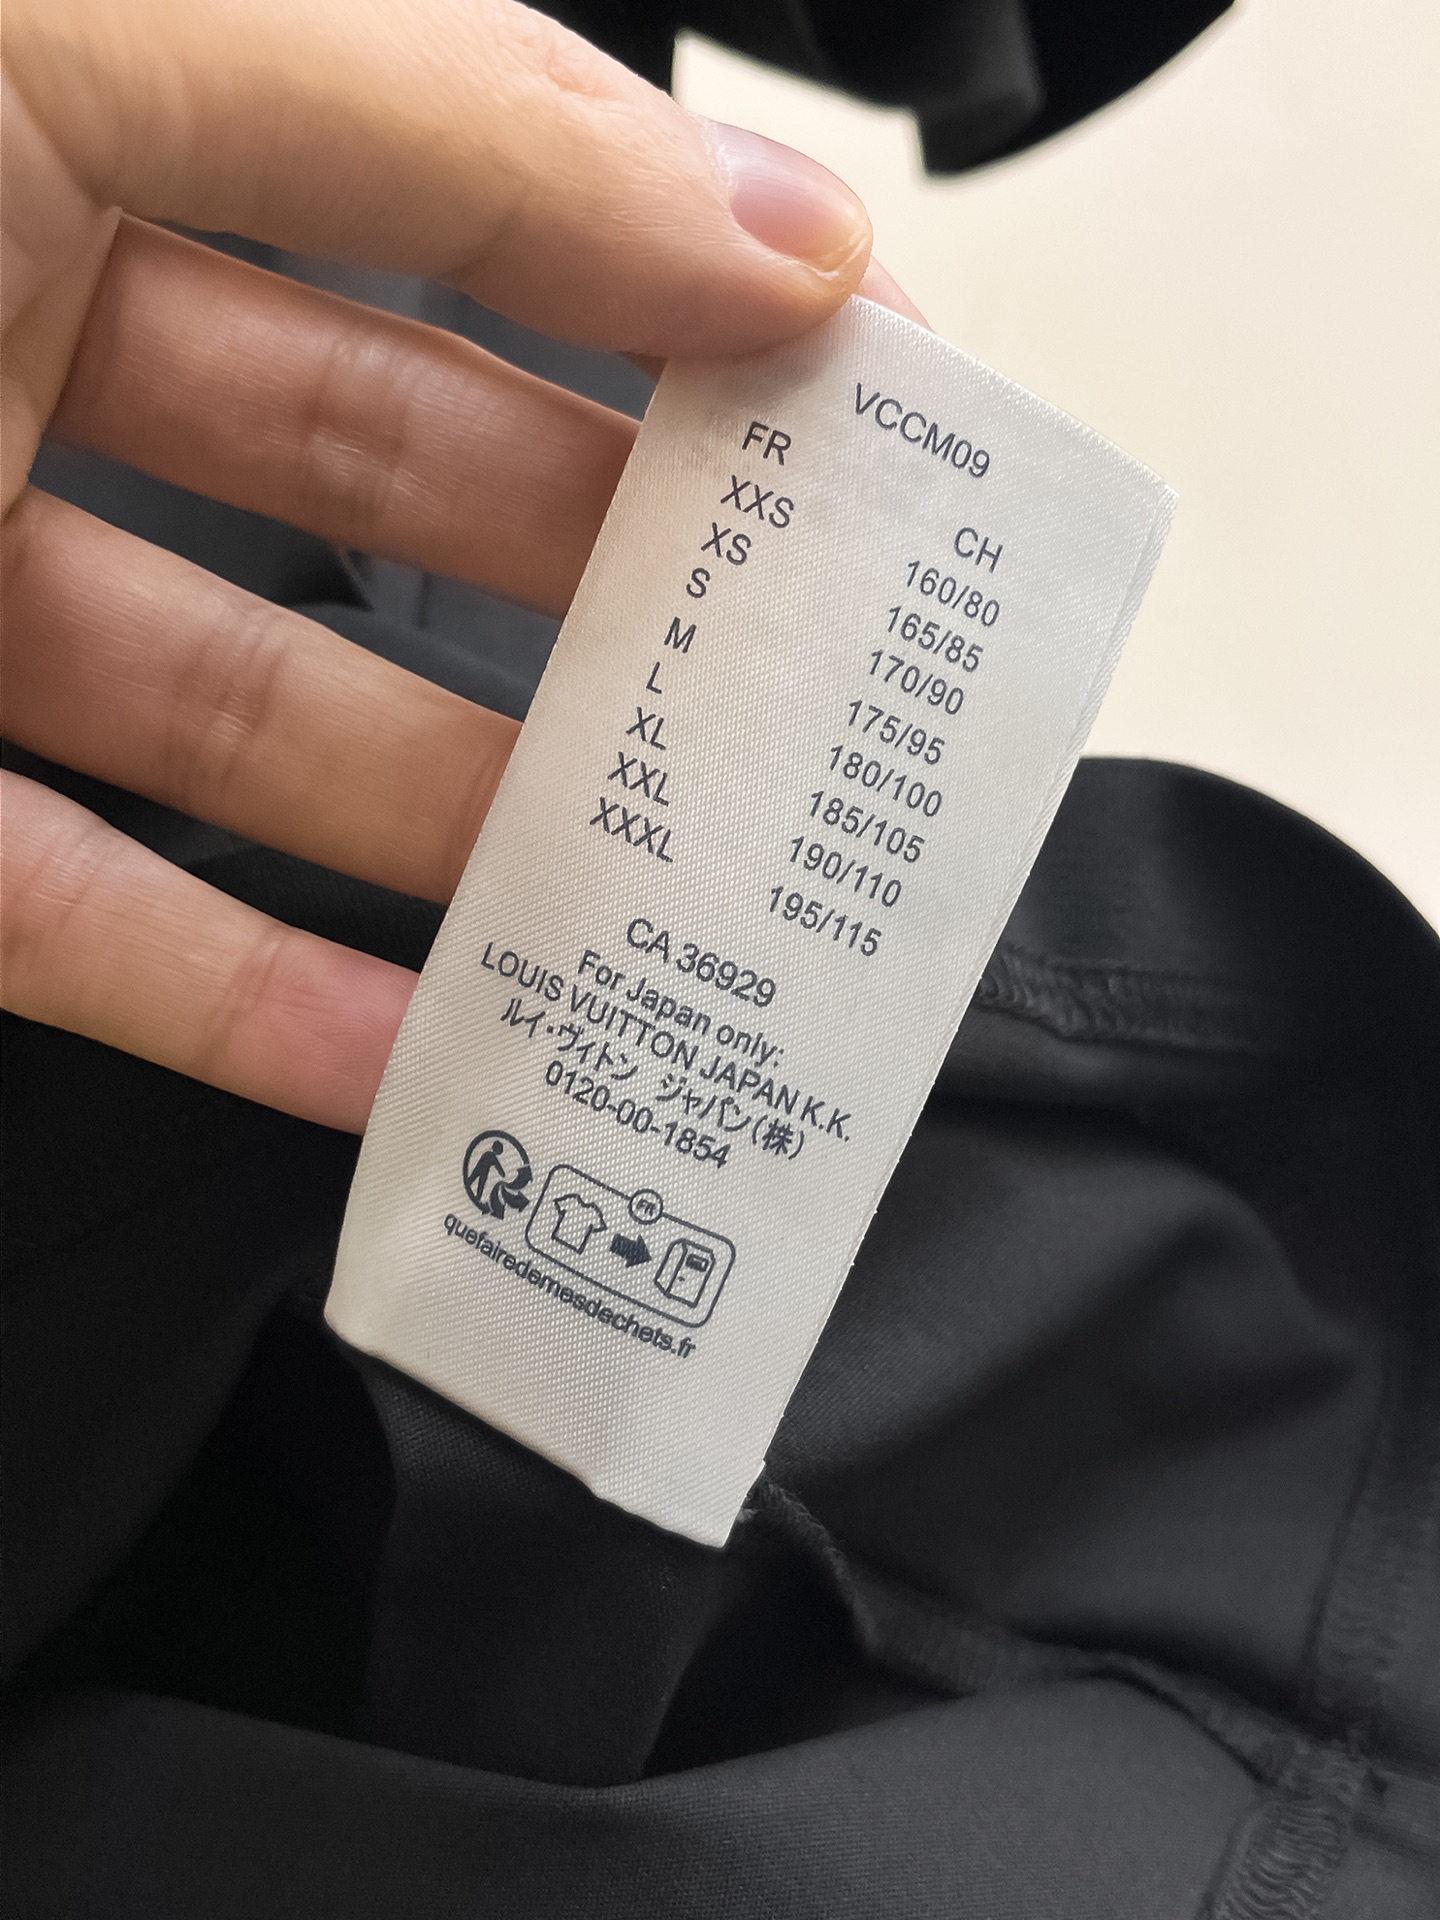 VCCM09
FR CH
XXS 160/80
XS 165/85
S 170/90
M 175/95
L 180/100
XL 185/105
XXL 190/110
XXXL 195/115
CA 36929
For Japan only:
LOUIS VUITTON JAPAN K.K.
ルイ・ヴィトン ジャパン(株)
0120-00-1854
FR
quefairedemesdechets.fr